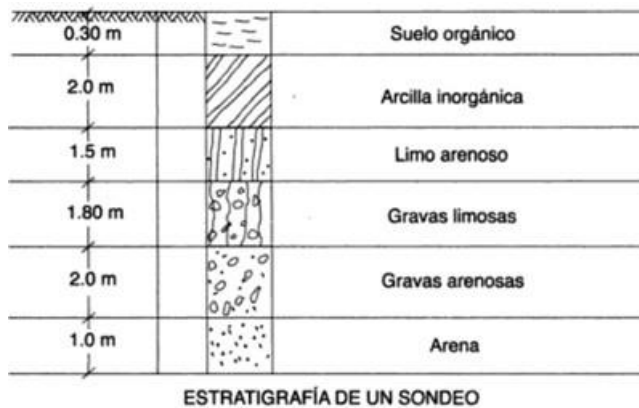 0.30 m Suelo orgánico
2.0 m Arcilla inorgánica
1.5 m Limo arenoso
1.80 m Gravas limosas
2.0 m Gravas arenosas
1.0 m Arena
ESTRATIGRAFÍA DE UN SONDEO